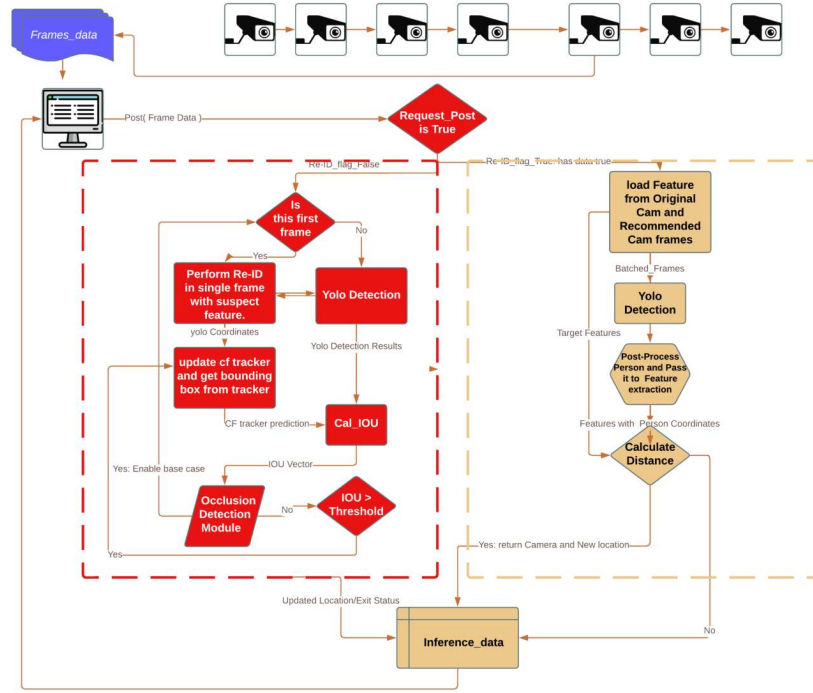 Frames_data
Post( Frame Data )
Request_Post
is True
Re-ID_flag_False
Re-ID_flag_True: has data true
Is
this first
frame
Yes
No
Perform Re-ID
in single frame
with suspect
feature.
Yolo Detection
yolo Coordinates
Yolo Detection Results
update cf tracker
and get bounding
box from tracker
CF tracker prediction
Cal_IOU
Yes: Enable base case
IOU Vector
Occlusion
Detection
Module
No
IOU >
Threshold
Yes
load Feature
from Original
Cam and
Recommended
Cam frames
Batched_Frames
Yolo
Detection
Target Features
Post-Process
Person and Pass
it to Feature
extraction
Features with Person Coordinates
Calculate
Distance
Yes: return Camera and New location
No
Updated Location/Exit Status
Inference_data